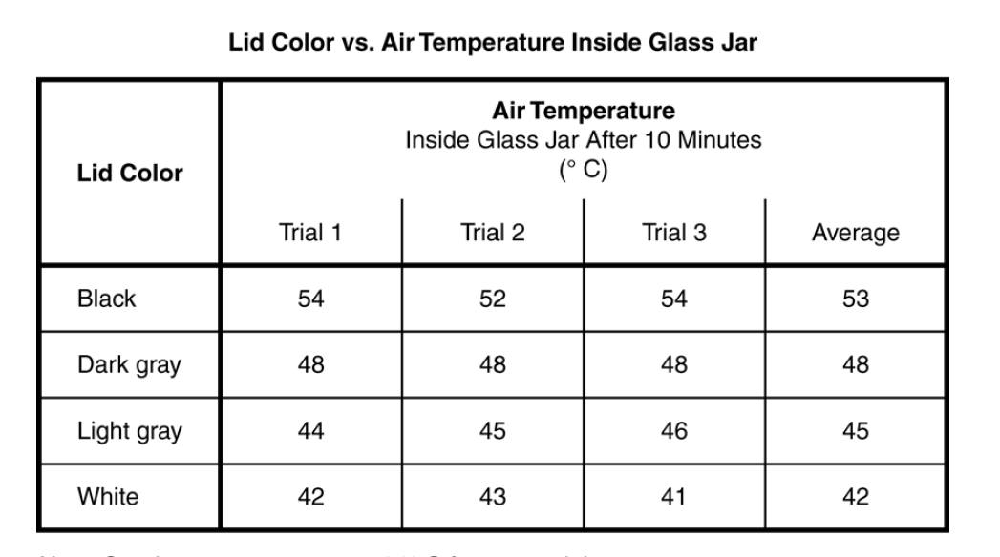 Lid Color vs. Air Temperature Inside Glass Jar
Lid Color
Air Temperature
Inside Glass Jar After 10 Minutes
(° C)
Trial 1 Trial 2 Trial 3 Average
Black 54 52 54 53
Dark gray 48 48 48 48
Light gray 44 45 46 45
White 42 43 41 42